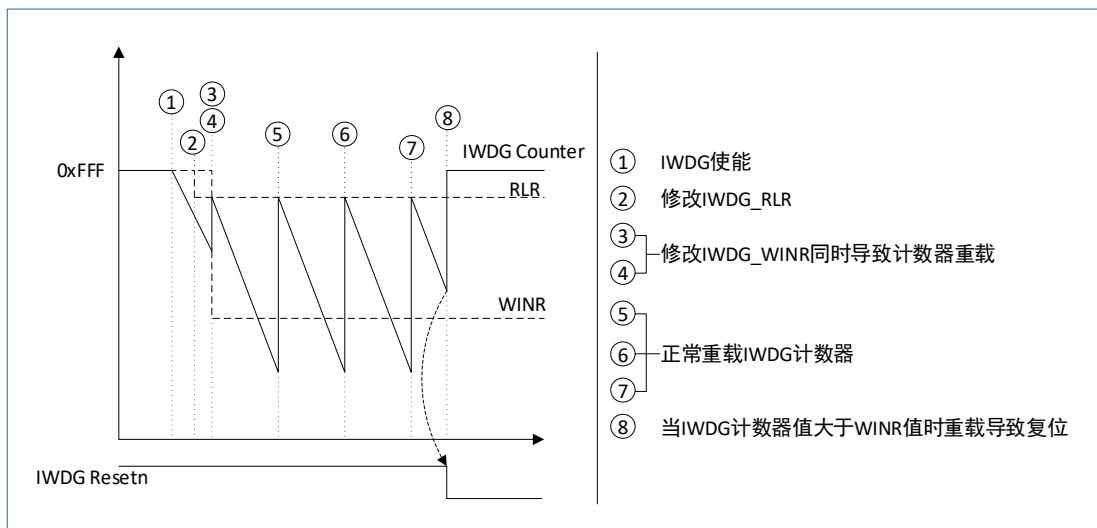 ①
②
③
④
⑤
⑥
⑦
⑧
0xFFF
IWDG Counter
RLR
WINR
IWDG Resetn
① IWDG使能
② 修改IWDG_RLR
③
④
修改IWDG_WINR同时导致计数器重载
⑤
⑥
⑦
正常重载IWDG计数器
⑧ 当IWDG计数器值大于WINR值时重载导致复位